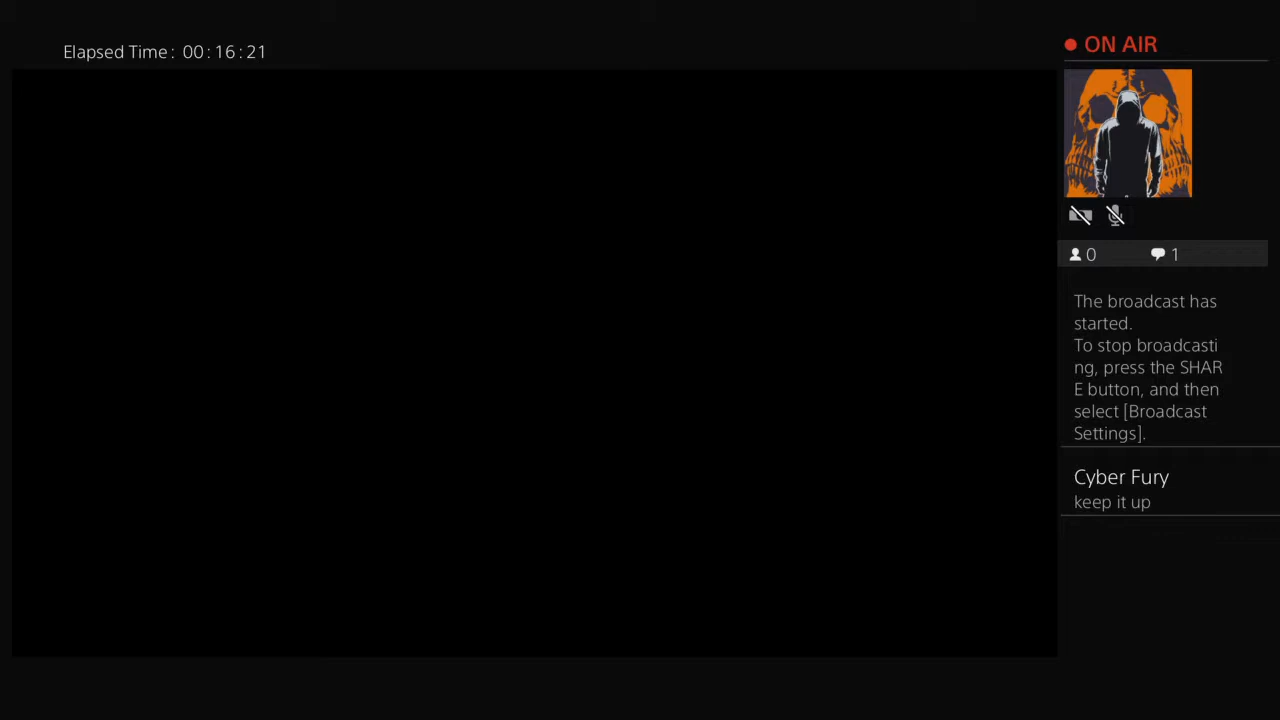 Elapsed Time: 00:16:21
ON AIR
0 1
The broadcast has
started.
To stop broadcasti
ng, press the SHAR
E button, and then
select [Broadcast
Settings].
Cyber Fury
keep it up